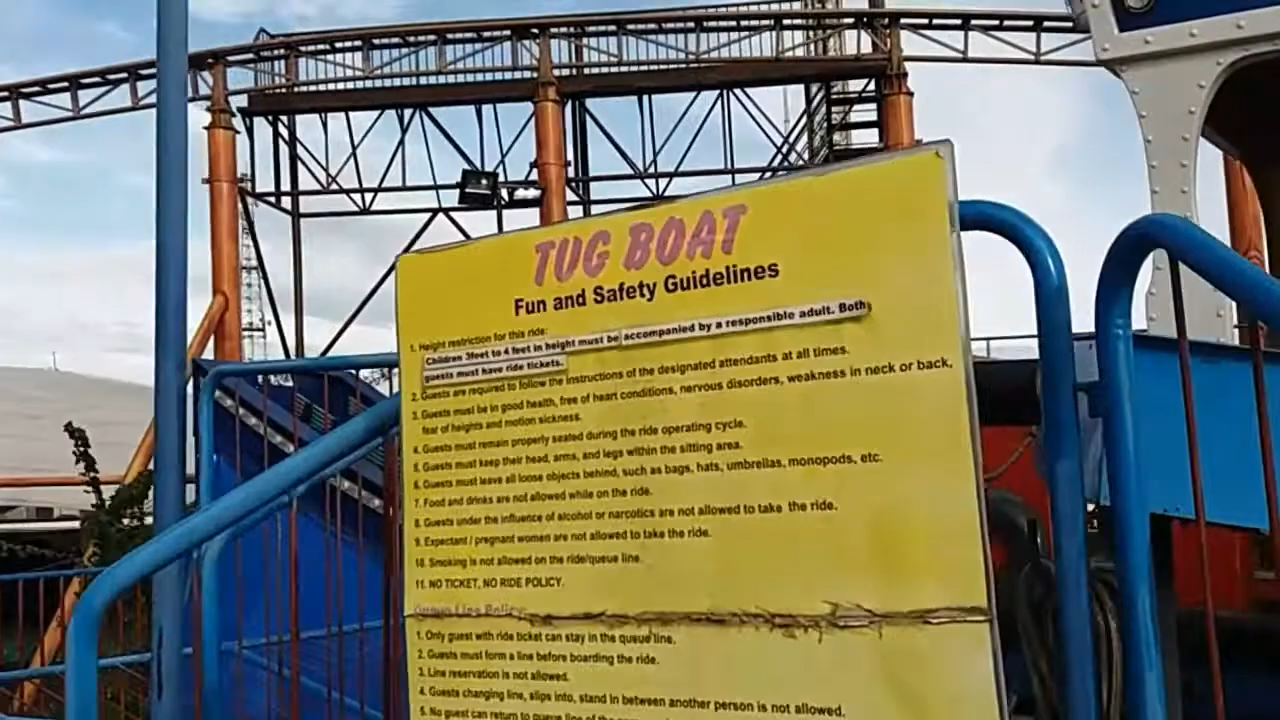 TUG BOAT
Fun and Safety Guidelines
1. Height restriction for this ride:
Children 3feet to 4 feet in height must be accompanied by a responsible adult. Both
guests must have ride tickets.
2. Guests are required to follow the instructions of the designated attendants at all times.
3. Guests must be in good health, free of heart conditions, nervous disorders, weakness in neck or back,
fear of heights and motion sickness.
4. Guests must remain properly seated during the ride operating cycle.
5. Guests must keep their head, arms, and legs within the sitting area.
6. Guests must leave all loose objects behind, such as bags, hats, umbrellas, monopods, etc.
7. Food and drinks are not allowed while on the ride.
8. Guests under the influence of alcohol or narcotics are not allowed to take the ride.
9. Expectant / pregnant women are not allowed to take the ride.
10. Smoking is not allowed on the ride/queue line.
11. NO TICKET, NO RIDE POLICY.
Line Policy
1. Only guest with ride ticket can stay in the queue line.
2. Guests must form a line before boarding the ride.
3. Line reservation is not allowed.
4. Guests changing line, slips into, stand in between another person is not allowed.
5. No guest can return to queue line of the